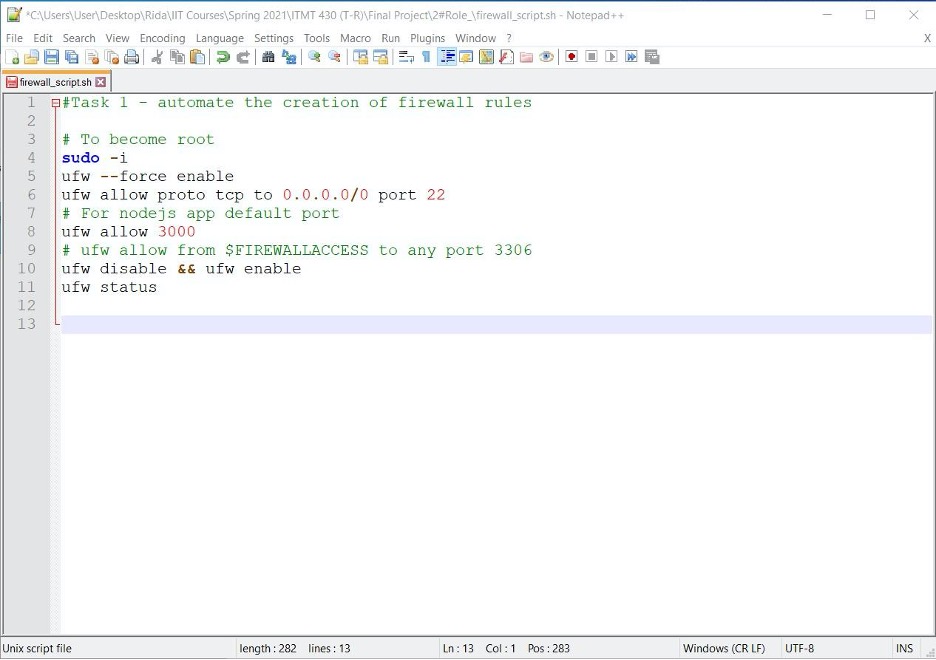 *C:\Users\User\Desktop\Rida\IIT Courses\Spring 2021\ITMT 430 (T-R)\Final Project\2#Role_\firewall_script.sh - Notepad++
File Edit Search View Encoding Language Settings Tools Macro Run Plugins Window ? X
firewall_script.sh
1 #Task 1 - automate the creation of firewall rules
2
3 # To become root
4 sudo -i
5 ufw --force enable
6 ufw allow proto tcp to 0.0.0.0/0 port 22
7 # For nodejs app default port
8 ufw allow 3000
9 # ufw allow from $FIREWALLACCESS to any port 3306
10 ufw disable && ufw enable
11 ufw status
12
13
Unix script file length : 282 lines : 13 Ln : 13 Col : 1 Pos : 283 Windows (CR LF) UTF-8 INS